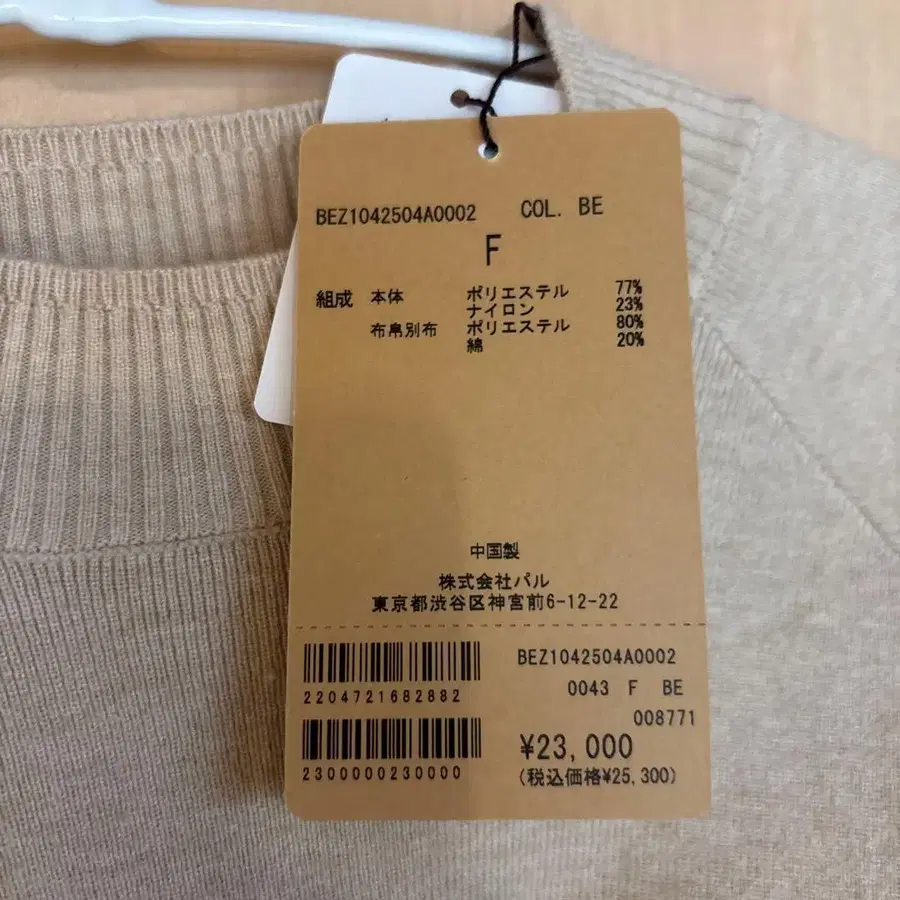 BEZ1042504A0002 COL. BE
F
組成 本体 ポリエステル 77%
ナイロン 23%
布帛別布 ポリエステル 80%
綿 20%
中国製
株式会社パル
東京都渋谷区神宮前6-12-22
2204721682882
BEZ1042504A0002
0043 F BE
008771
2300000230000
¥23,000
(税込価格¥25,300)